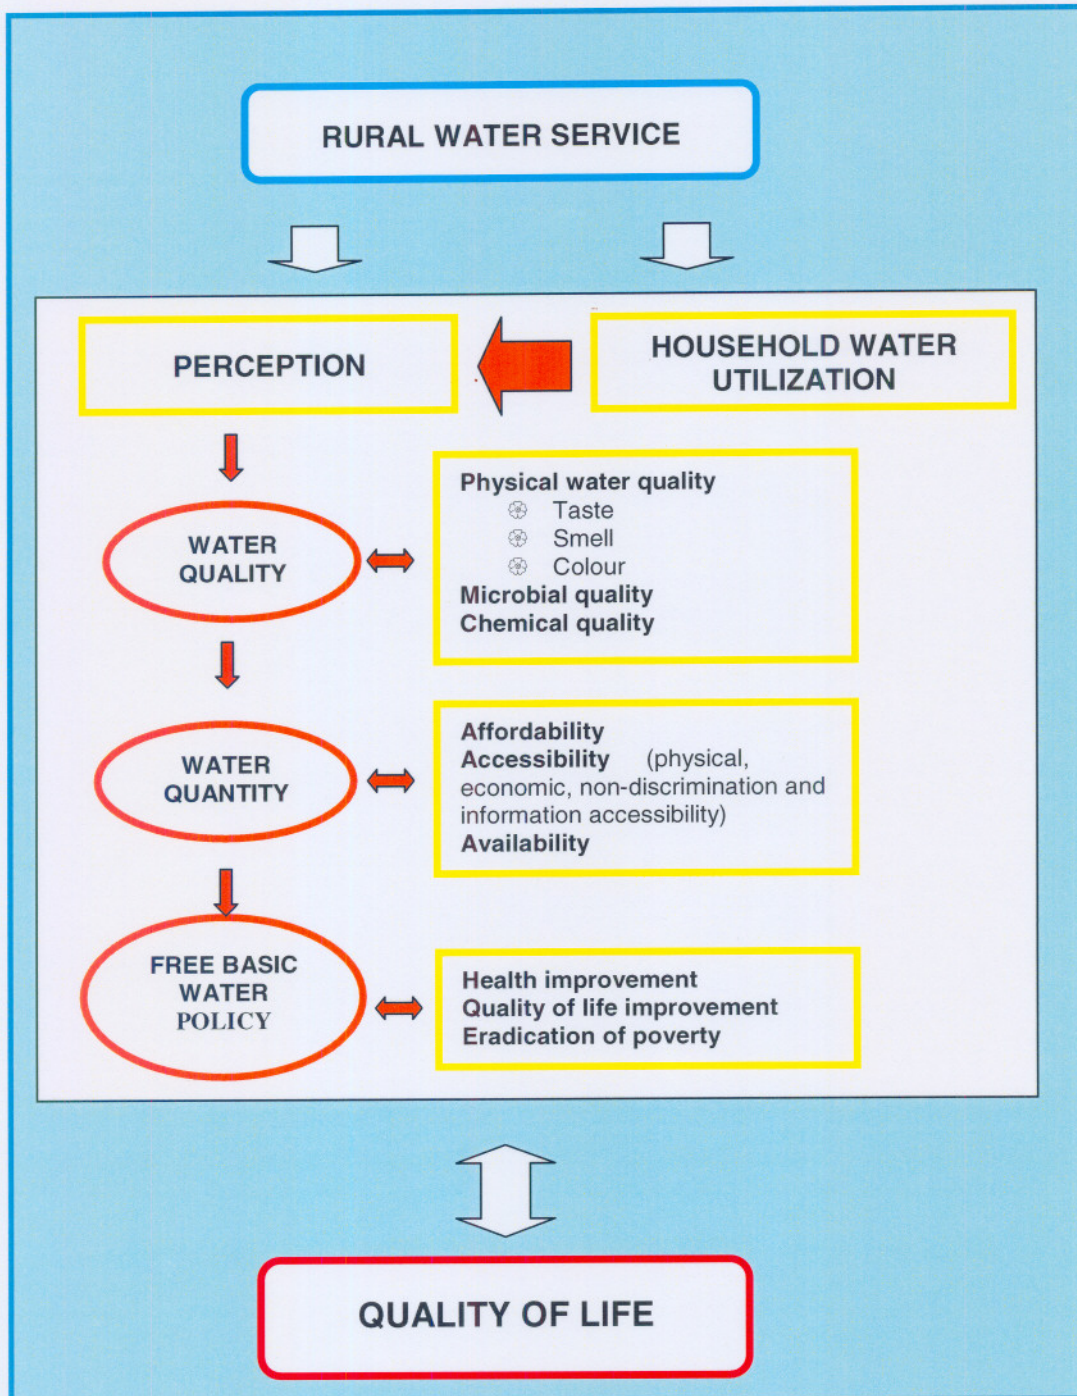 RURAL WATER SERVICE
PERCEPTION
HOUSEHOLD WATER
UTILIZATION
WATER
QUALITY
Physical water quality
Taste
Smell
Colour
Microbial quality
Chemical quality
WATER
QUANTITY
Affordability
Accessibility (physical,
economic, non-discrimination and
information accessibility)
Availability
FREE BASIC
WATER
POLICY
Health improvement
Quality of life improvement
Eradication of poverty
QUALITY OF LIFE